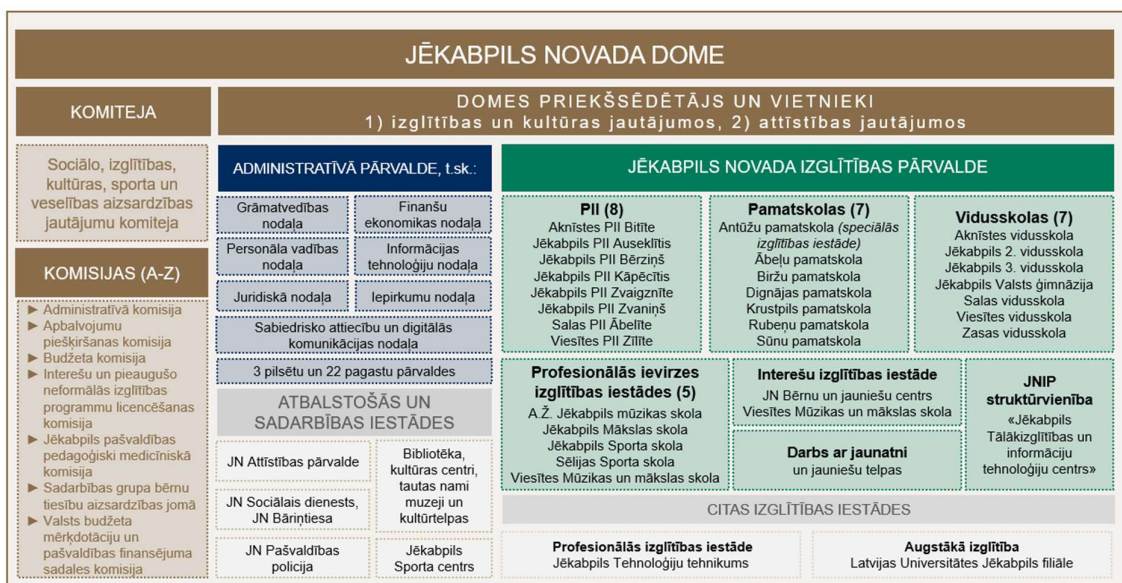 JĒKABPILS NOVADA DOME
KOMITEJA
DOMES PRIEKŠSĒDĒTĀJS UN VIETNIEKI
1) izglītības un kultūras jautājumos, 2) attīstības jautājumos
Sociālo, izglītības,
kultūras, sporta un
veselības aizsardzības
jautājumu komiteja
KOMISIJAS (A-Z)
► Administratīvā komisija
► Apbalvojumu
piešķiršanas komisija
► Budžeta komisija
► Interešu un pieaugušo
neformālās izglītības
programmu licencēšanas
komisija
► Jēkabpils pašvaldības
pedagoģiski medicīniskā
komisija
► Sadarbības grupa bērnu
tiesību aizsardzības jomā
► Valsts budžeta
mērķdotāciju un
pašvaldības finansējuma
sadales komisija
ADMINISTRATĪVĀ PĀRVALDE, t.sk.:
Grāmatvedības
nodaļa
Finanšu
ekonomikas nodaļa
Personāla vadības
nodaļa
Informācijas
tehnoloģiju nodaļa
Juridiskā nodaļa
Iepirkumu nodaļa
Sabiedrisko attiecību un digitālās
komunikācijas nodaļa
3 pilsētu un 22 pagastu pārvaldes
ATBALSTOŠĀS UN
SADARBĪBAS IESTĀDES
JN Attīstības pārvalde
Bibliotēka,
kultūras centri,
tautas nami
muzeji un
kultūrtelpas
JN Sociālais dienests,
JN Bāriņtiesa
JN Pašvaldības
policija
Jēkabpils
Sporta centrs
JĒKABPILS NOVADA IZGLĪTĪBAS PĀRVALDE
PII (8)
Aknīstes PII Bitīte
Jēkabpils PII Auseklītis
Jēkabpils PII Bērziņš
Jēkabpils PII Kāpēcītis
Jēkabpils PII Zvaigznīte
Jēkabpils PII Zvaniņš
Salas PII Ābelīte
Viesītes PII Zīlīte
Pamatskolas (7)
Antūžu pamatskola (speciālās
izglītības iestāde)
Ābeļu pamatskola
Biržu pamatskola
Dignājas pamatskola
Krustpils pamatskola
Rubeņu pamatskola
Sūnu pamatskola
Vidusskolas (7)
Aknīstes vidusskola
Jēkabpils 2. vidusskola
Jēkabpils 3. vidusskola
Jēkabpils Valsts ģimnāzija
Salas vidusskola
Viesītes vidusskola
Zasas vidusskola
Profesionālās ievirzes
izglītības iestādes (5)
A.Ž. Jēkabpils mūzikas skola
Jēkabpils Mākslas skola
Jēkabpils Sporta skola
Sēlijas Sporta skola
Viesītes Mūzikas un mākslas skola
Interešu izglītības iestāde
JN Bērnu un jauniešu centrs
Viesītes Mūzikas un mākslas skola
Darbs ar jaunatni
un jauniešu telpas
JNIP
struktūrvienība
«Jēkabpils
Tālākizglītības un
informāciju
tehnoloģiju centrs»
CITAS IZGLĪTĪBAS IESTĀDES
Profesionālās izglītības iestāde
Jēkabpils Tehnoloģiju tehnikums
Augstākā izglītība
Latvijas Universitātes Jēkabpils filiāle